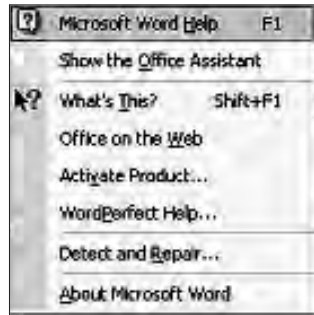 Microsoft Word Help F1
Show the Office Assistant
What's This? Shift+F1
Office on the Web
Activate Product...
WordPerfect Help...
Detect and Repair...
About Microsoft Word